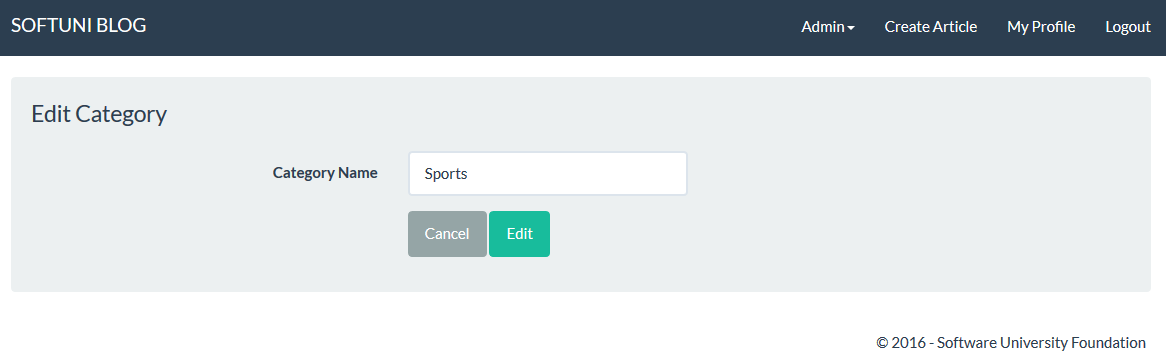 SOFTUNI BLOG Admin Create Article My Profile Logout
Edit Category
Category Name Sports
Cancel Edit
© 2016 - Software University Foundation